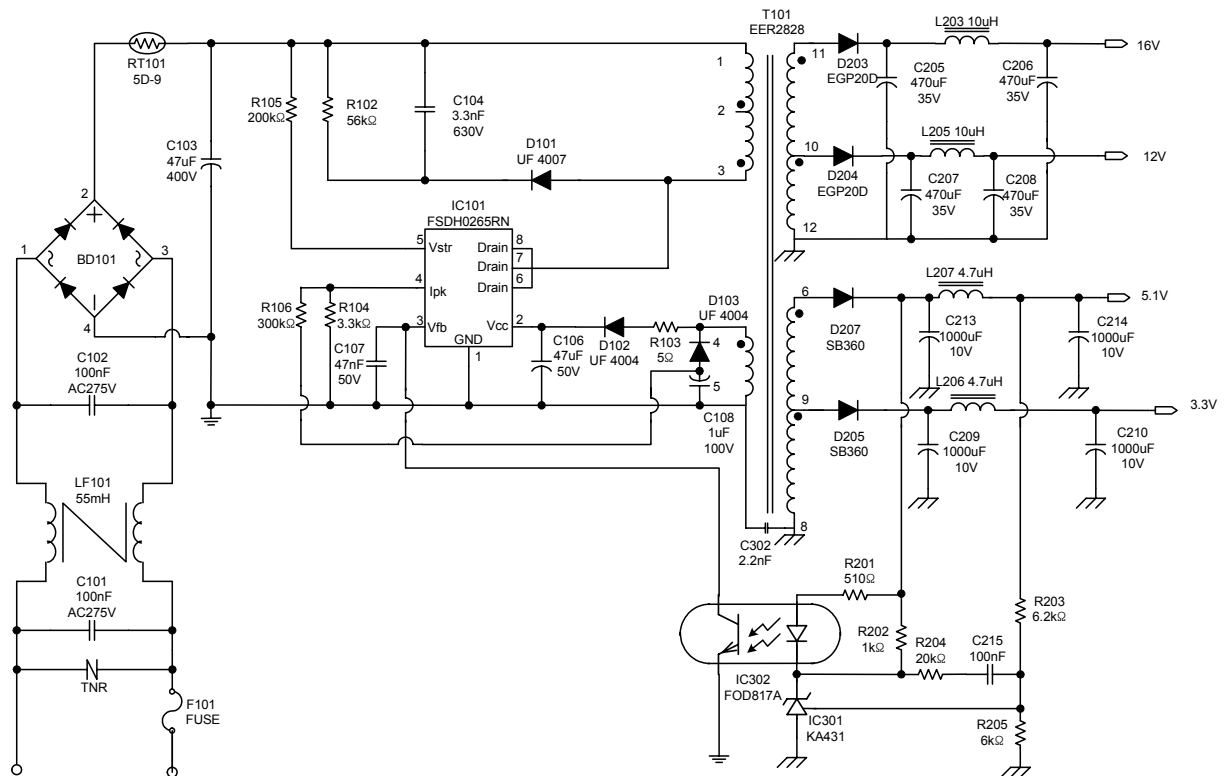 T101
EER2828
RT101
5D-9
C103
47uF
400V
R105
200kΩ
R102
56kΩ
C104
3.3nF
630V
D101
UF 4007
1
2
3
11
10
12
D203
EGP20D
L203 10uH
C205
470uF
35V
C206
470uF
35V
16V
D204
EGP20D
L205 10uH
C207
470uF
35V
C208
470uF
35V
12V
2
1
3
4
BD101
IC101
FSDH0265RN
5
Vstr
4
Ipk
3
Vfb
Drain
8
Drain
7
Drain
6
Vcc
2
GND
1
R106
300kΩ
R104
3.3kΩ
C107
47nF
50V
C106
47uF
50V
D102
UF 4004
R103
5Ω
D103
UF 4004
4
5
C108
1uF
100V
6
9
8
D207
SB360
L207 4.7uH
C213
1000uF
10V
C214
1000uF
10V
5.1V
D205
SB360
L206 4.7uH
C209
1000uF
10V
C210
1000uF
10V
3.3V
C102
100nF
AC275V
LF101
55mH
C101
100nF
AC275V
TNR
F101
FUSE
C302
2.2nF
R201
510Ω
R202
1kΩ
R204
20kΩ
C215
100nF
R203
6.2kΩ
IC302
FOD817A
IC301
KA431
R205
6kΩ